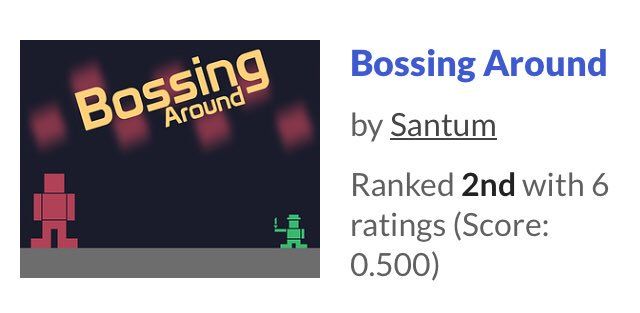 Bossing
Around
Bossing Around
by Santum
Ranked 2nd with 6
ratings (Score:
0.500)